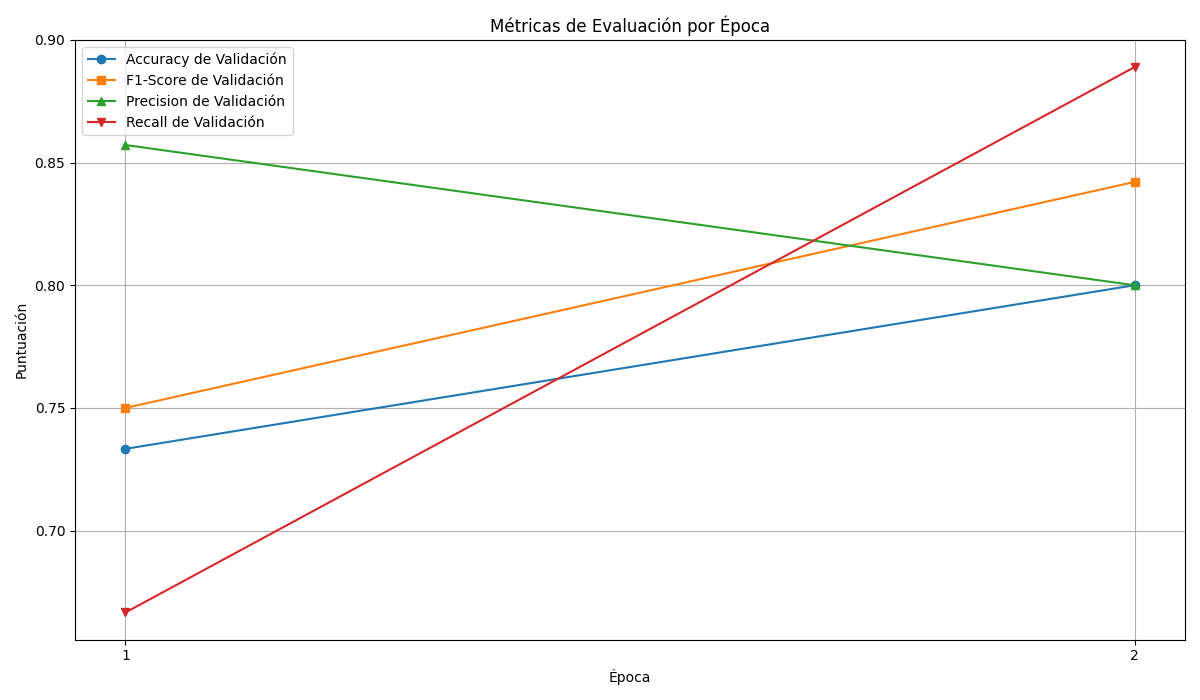 Métricas de Evaluación por Época
Accuracy de Validación
F1-Score de Validación
Precision de Validación
Recall de Validación
0.90
0.85
0.80
0.75
0.70
Puntuación
1
2
Época